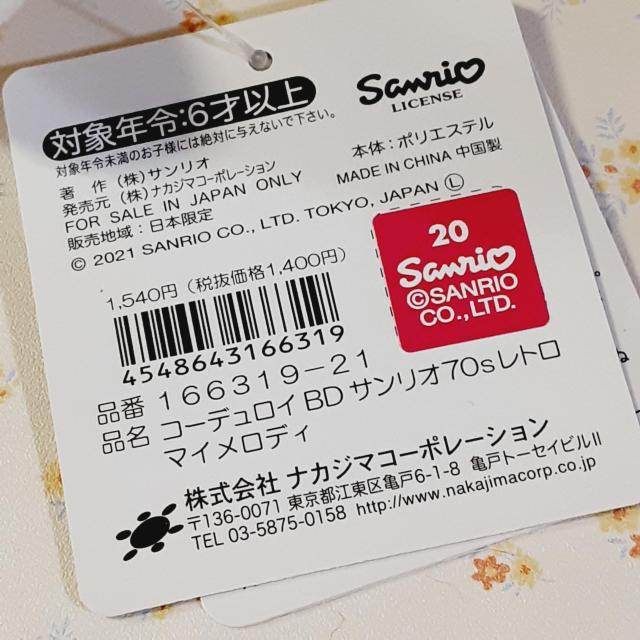 対象年令:6才以上
対象年令未満のお子様には絶対に与えないで下さい。
Sanrio
LICENSE
著　作 (株)サンリオ
発売元 (株)ナカジマコーポレーション
FOR SALE IN JAPAN ONLY
販売地域:日本限定
本体:ポリエステル
MADE IN CHINA 中国製
© 2021 SANRIO CO., LTD. TOKYO, JAPAN Ⓛ
1,540円 (税抜価格1,400円)
4548643166319
20
Sanrio
©SANRIO
CO.,LTD.
品番 166319-21
品名 コーデュロイBDサンリオ70sレトロ
マイメロディ
株式会社 ナカジマコーポレーション
〒136-0071 東京都江東区亀戸6-1-8 亀戸トーセイビルII
TEL 03-5875-0158 http://www.nakajimacorp.co.jp